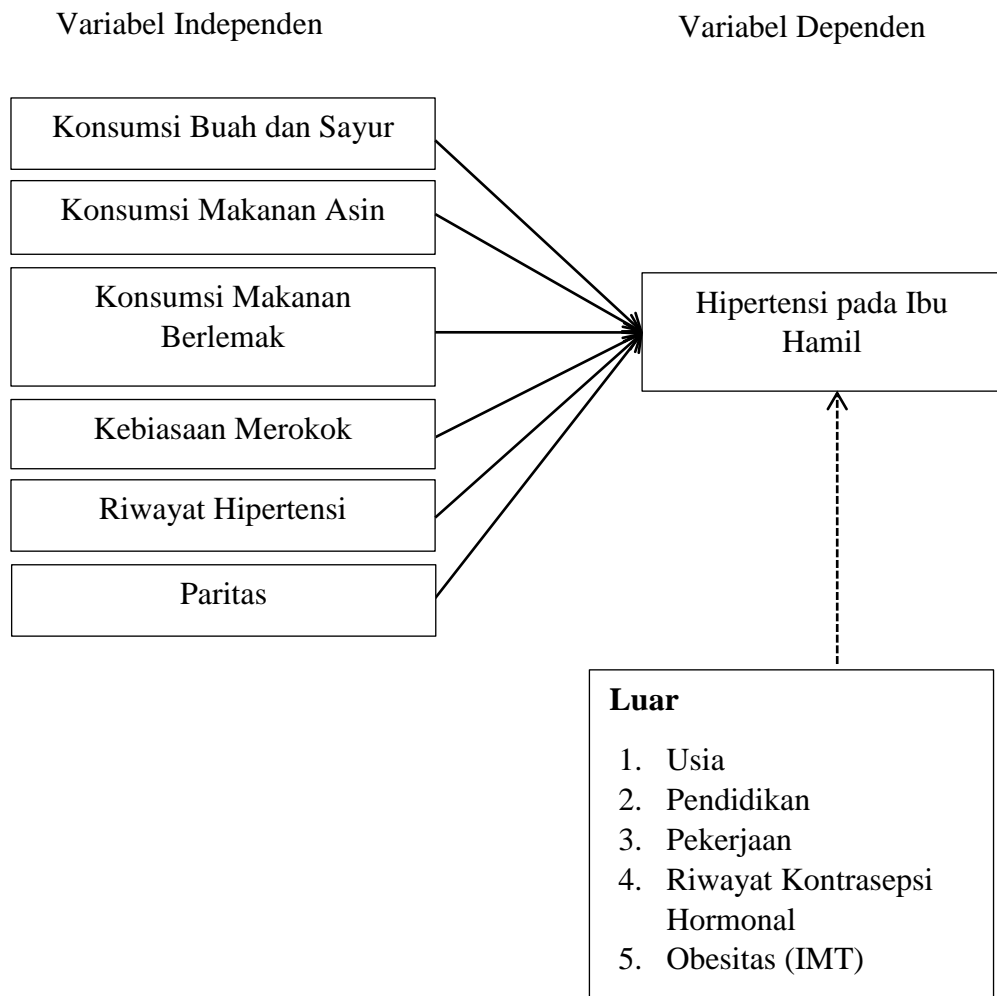 Variabel Independen
Variabel Dependen
Konsumsi Buah dan Sayur
Konsumsi Makanan Asin
Konsumsi Makanan
Berlemak
Kebiasaan Merokok
Riwayat Hipertensi
Paritas
Hipertensi pada Ibu
Hamil
Luar
1. Usia
2. Pendidikan
3. Pekerjaan
4. Riwayat Kontrasepsi
Hormonal
5. Obesitas (IMT)